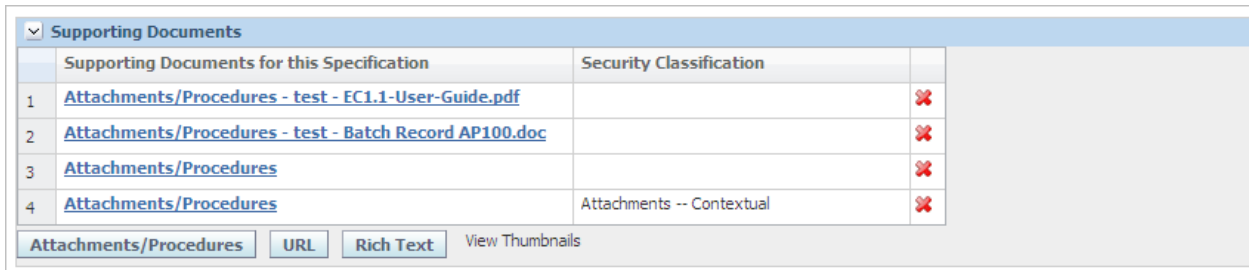 Supporting Documents
Supporting Documents for this Specification Security Classification
1 Attachments/Procedures - test - EC1.1-User-Guide.pdf
2 Attachments/Procedures - test - Batch Record AP100.doc
3 Attachments/Procedures
4 Attachments/Procedures Attachments -- Contextual
Attachments/Procedures URL Rich Text View Thumbnails